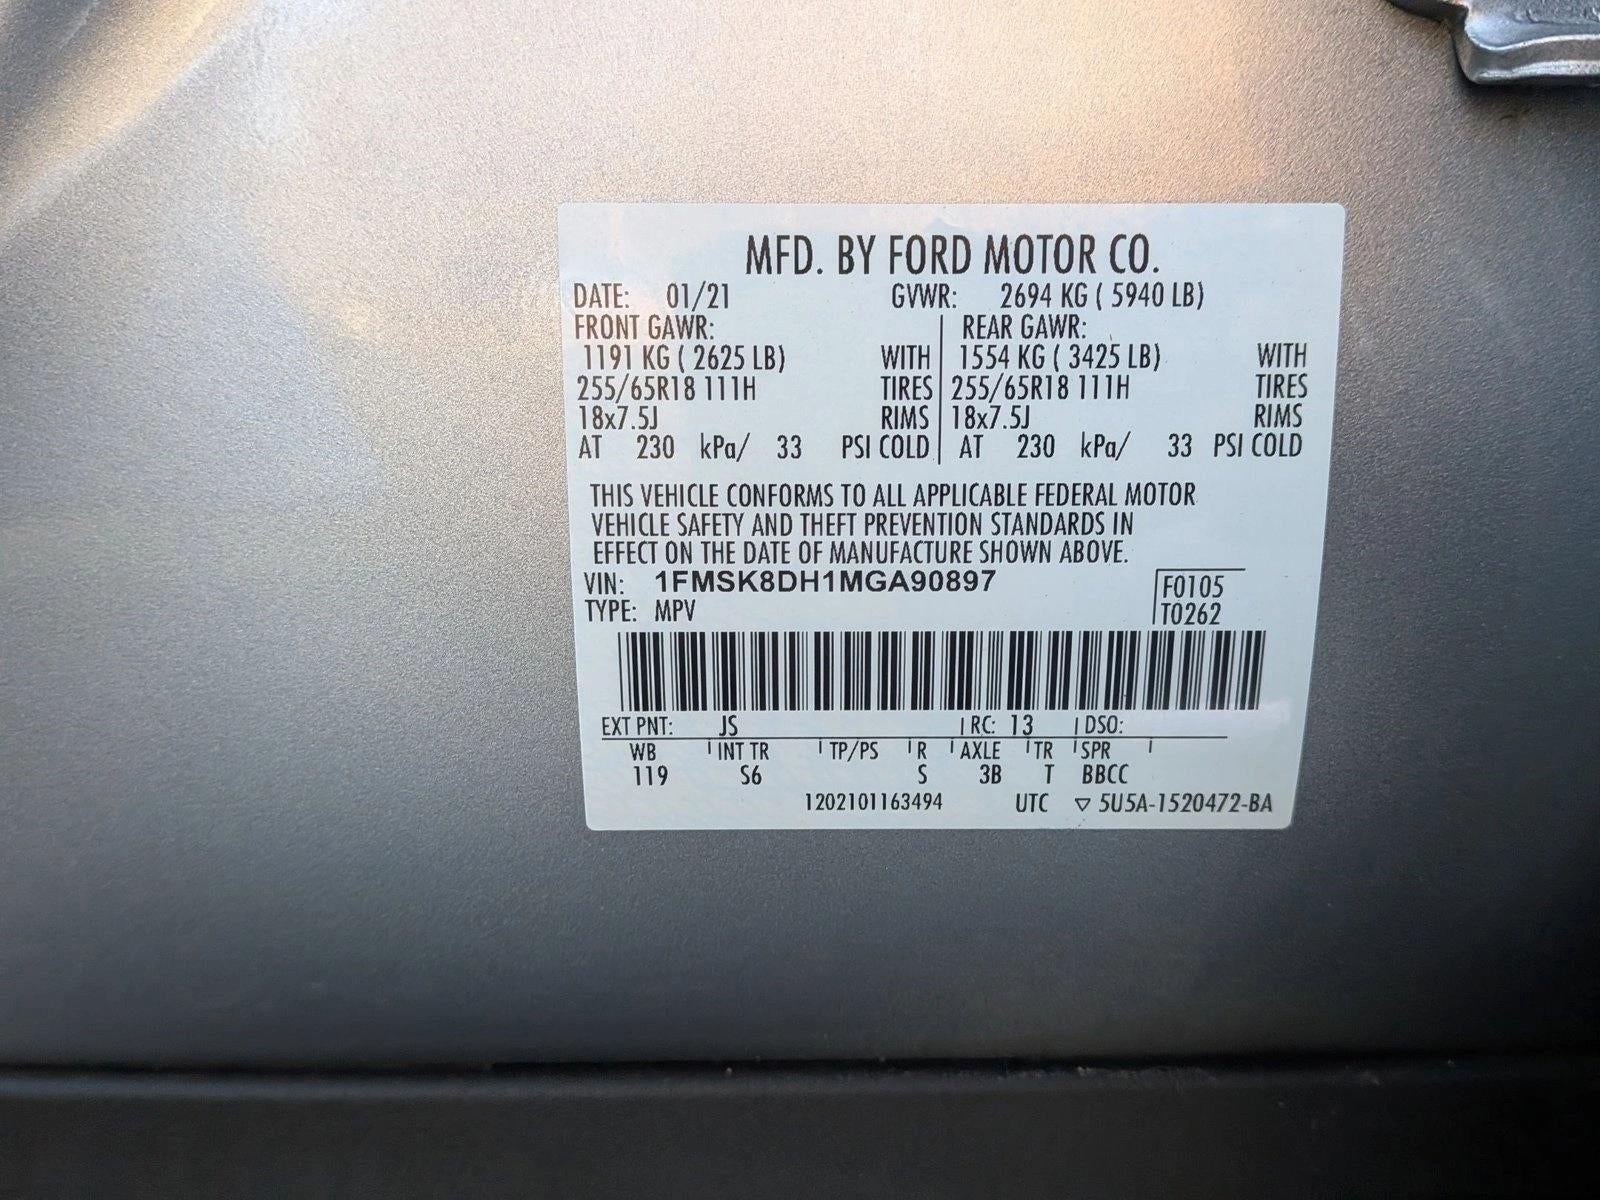 MFD. BY FORD MOTOR CO.
DATE: 01/21 GVWR: 2694 KG ( 5940 LB)
FRONT GAWR: REAR GAWR:
1191 KG ( 2625 LB) WITH 1554 KG ( 3425 LB) WITH
255/65R18 111H TIRES 255/65R18 111H TIRES
18x7.5J RIMS 18x7.5J RIMS
AT 230 kPa/ 33 PSI COLD AT 230 kPa/ 33 PSI COLD
THIS VEHICLE CONFORMS TO ALL APPLICABLE FEDERAL MOTOR
VEHICLE SAFETY AND THEFT PREVENTION STANDARDS IN
EFFECT ON THE DATE OF MANUFACTURE SHOWN ABOVE.
VIN: 1FMSK8DH1MGA90897 F0105
TYPE: MPV T0262
EXT PNT: JS RC: 13 DSO:
WB INT TR TP/PS R AXLE TR SPR
119 S6 S 3B T BBCC
1202101163494 UTC ▽ 5U5A-1520472-BA